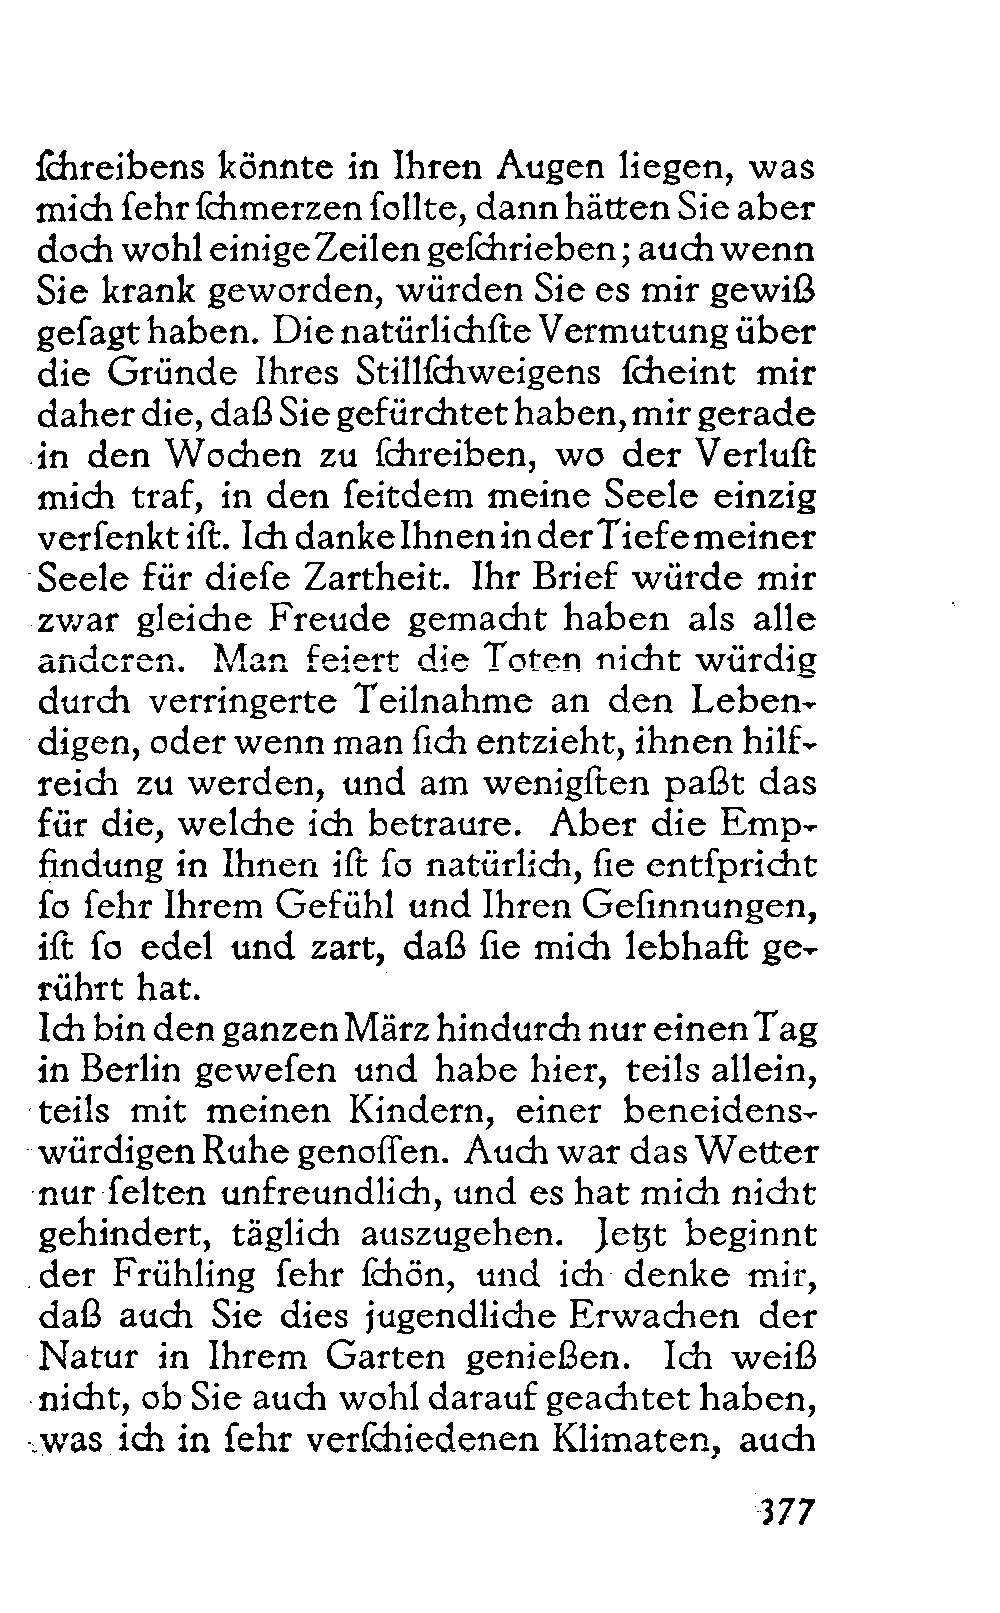 ſchreibens könnte in Ihren Augen liegen, was
mich ſehr ſchmerzen ſollte, dann hätten Sie aber
doch wohl einige Zeilen geſchrieben; auch wenn
Sie krank geworden, würden Sie es mir gewiß
geſagt haben. Die natürlichſte Vermutung über
die Gründe Ihres Stillſchweigens ſcheint mir
daher die, daß Sie gefürchtet haben, mir gerade
in den Wochen zu ſchreiben, wo der Verluſt
mich traf, in den ſeitdem meine Seele einzig
verſenkt iſt. Ich danke Ihnen in der Tiefe meiner
Seele für dieſe Zartheit. Ihr Brief würde mir
zwar gleiche Freude gemacht haben als alle
anderen. Man feiert die Toten nicht würdig
durch verringerte Teilnahme an den Leben-
digen, oder wenn man ſich entzieht, ihnen hilf-
reich zu werden, und am wenigſten paßt das
für die, welche ich betraure. Aber die Emp-
findung in Ihnen iſt ſo natürlich, ſie entſpricht
ſo ſehr Ihrem Gefühl und Ihren Geſinnungen,
iſt ſo edel und zart, daß ſie mich lebhaft ge-
rührt hat.
Ich bin den ganzen März hindurch nur einen Tag
in Berlin geweſen und habe hier, teils allein,
teils mit meinen Kindern, einer beneidens-
würdigen Ruhe genoſſen. Auch war das Wetter
nur ſelten unfreundlich, und es hat mich nicht
gehindert, täglich auszugehen. Jetzt beginnt
der Frühling ſehr ſchön, und ich denke mir,
daß auch Sie dies jugendliche Erwachen der
Natur in Ihrem Garten genießen. Ich weiß
nicht, ob Sie auch wohl darauf geachtet haben,
was ich in ſehr verſchiedenen Klimaten, auch
377